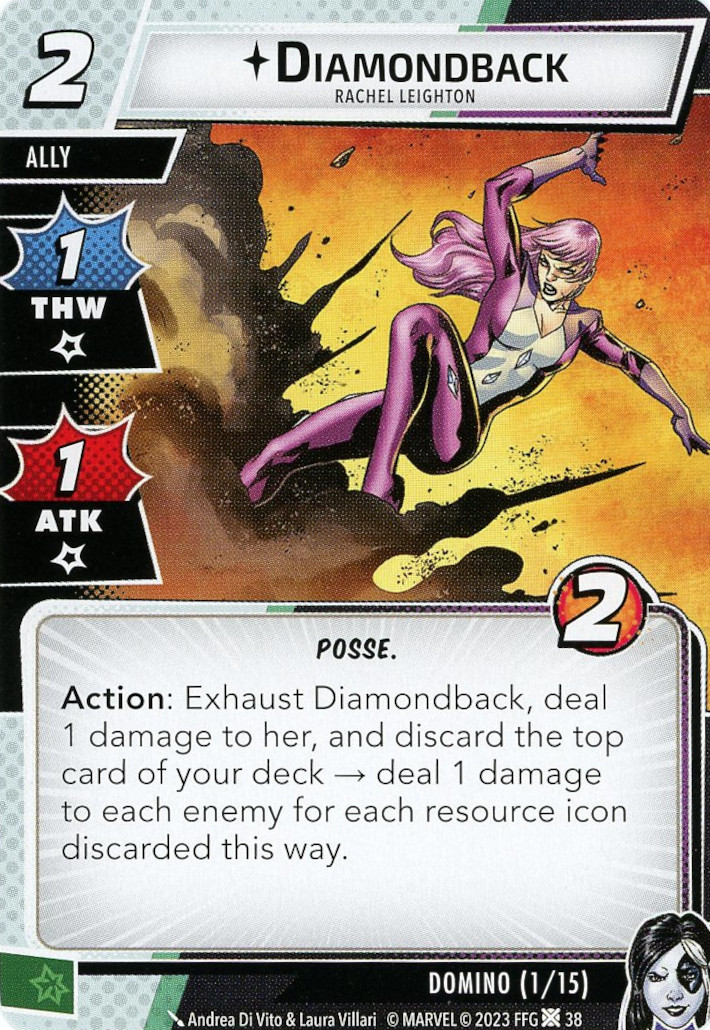 2
DIAMONDBACK
RACHEL LEIGHTON
ALLY
1
THW
1
ATK
2
POSSE.
Action: Exhaust Diamondback, deal
1 damage to her, and discard the top
card of your deck → deal 1 damage
to each enemy for each resource icon
discarded this way.
DOMINO (1/15)
Andrea Di Vito & Laura Villari © MARVEL © 2023 FFG 38